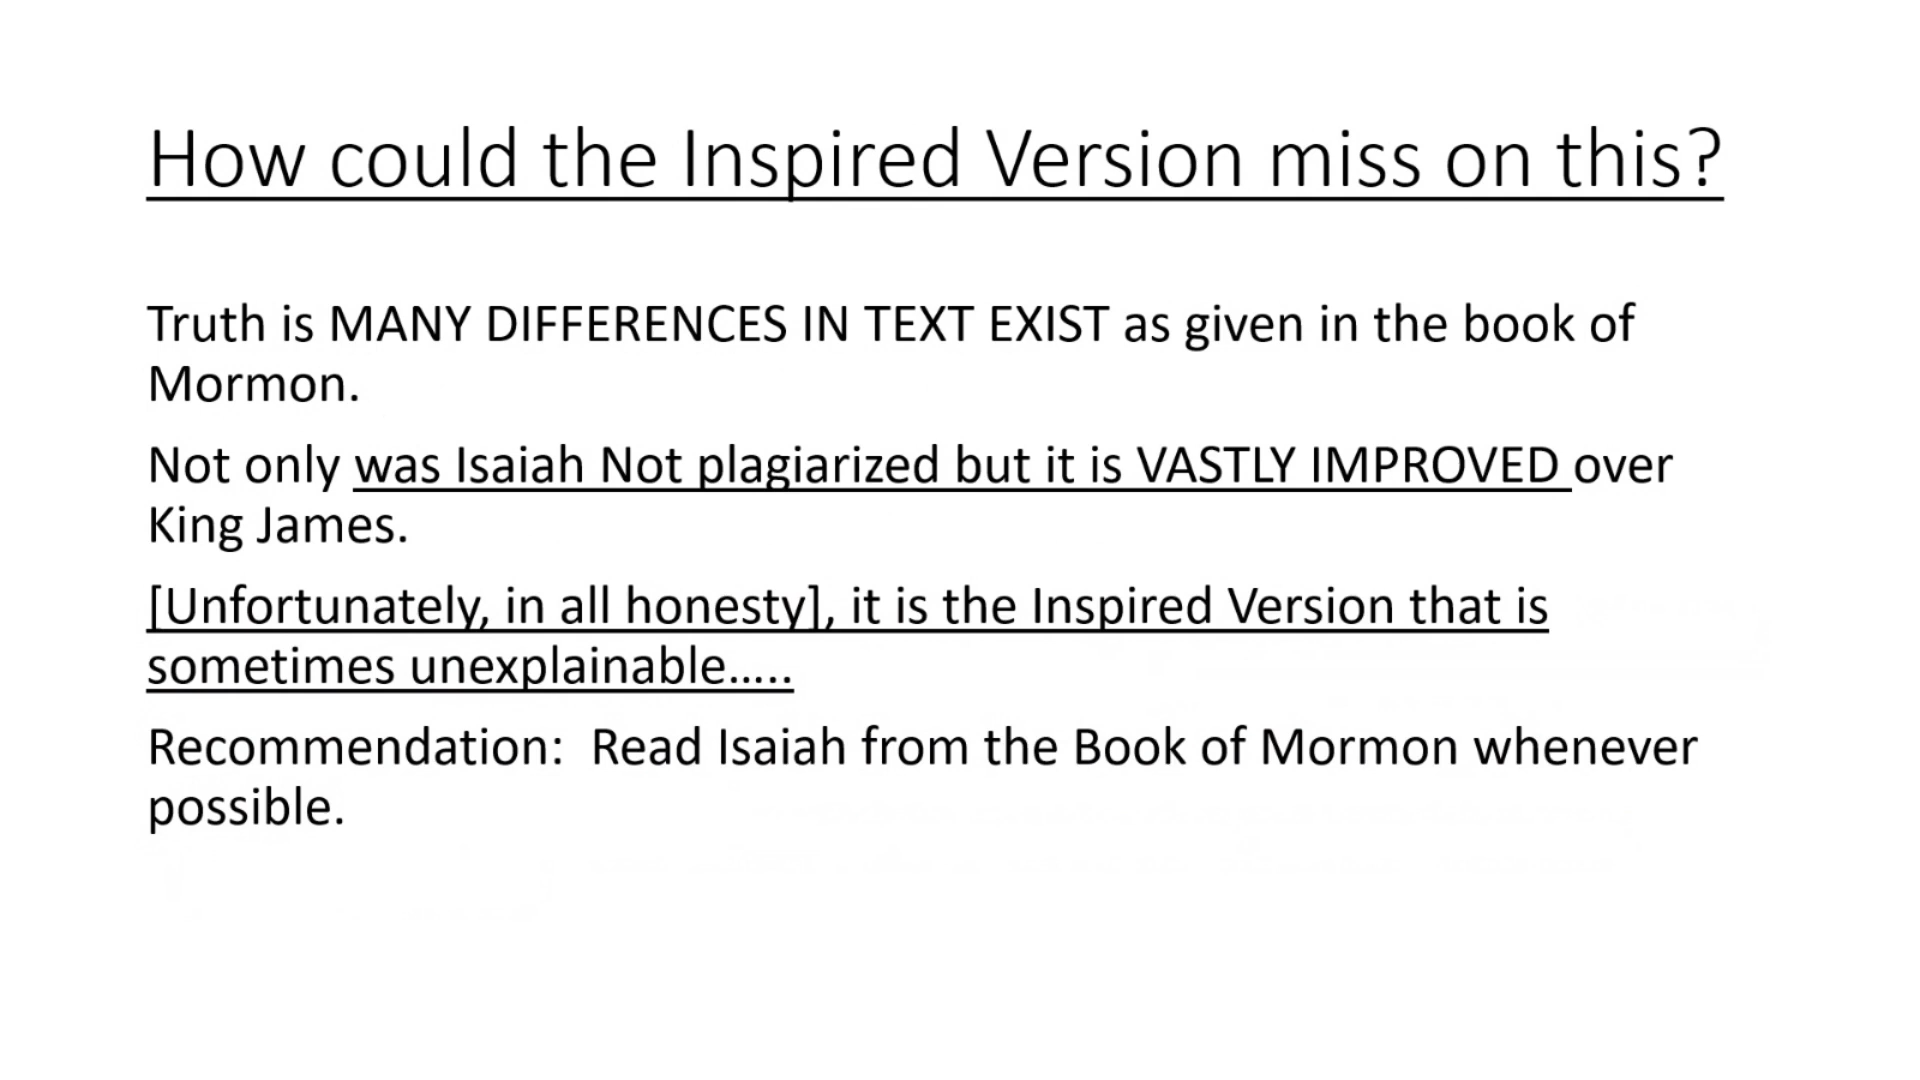 How could the Inspired Version miss on this?
Truth is MANY DIFFERENCES IN TEXT EXIST as given in the book of
Mormon.
Not only was Isaiah Not plagiarized but it is VASTLY IMPROVED over
King James.
[Unfortunately, in all honesty], it is the Inspired Version that is
sometimes unexplainable…..
Recommendation:  Read Isaiah from the Book of Mormon whenever
possible.